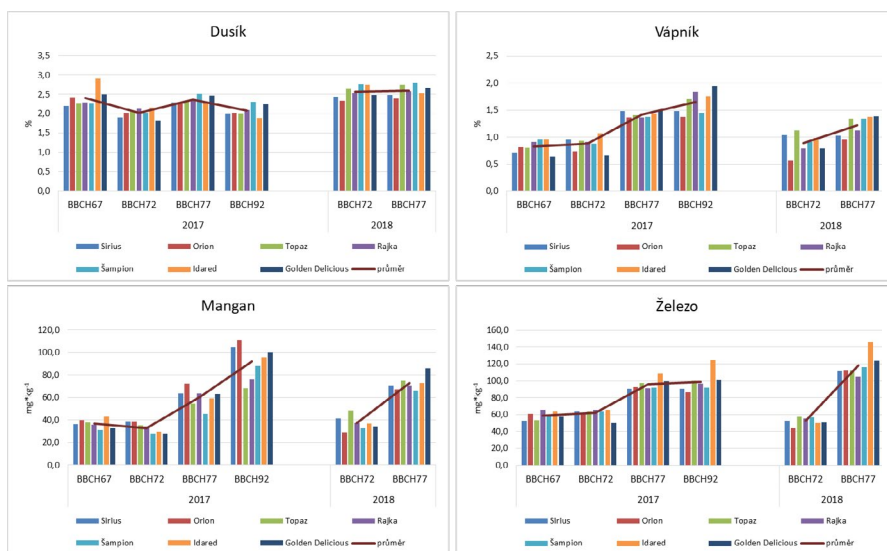 Dusík
3,5
3,0
2,5
2,0
1,5
1,0
0,5
0,0
%
BBCH67 BBCH72 BBCH77 BBCH92 BBCH72 BBCH77
2017 2018
Sirius Orion Topaz Rajka
Šampion Idared Golden Delicious průměr
Vápník
2,5
2,0
1,5
1,0
0,5
0,0
%
BBCH67 BBCH72 BBCH77 BBCH92 BBCH72 BBCH77
2017 2018
Sirius Orion Topaz Rajka
Šampion Idared Golden Delicious průměr
Mangan
120,0
100,0
80,0
60,0
40,0
20,0
0,0
mg*kg⁻¹
BBCH67 BBCH72 BBCH77 BBCH92 BBCH72 BBCH77
2017 2018
Sirius Orion Topaz Rajka
Šampion Idared Golden Delicious průměr
Železo
160,0
140,0
120,0
100,0
80,0
60,0
40,0
20,0
0,0
mg*kg⁻¹
BBCH67 BBCH72 BBCH77 BBCH92 BBCH72 BBCH77
2017 2018
Sirius Orion Topaz Rajka
Šampion Idared Golden Delicious průměr